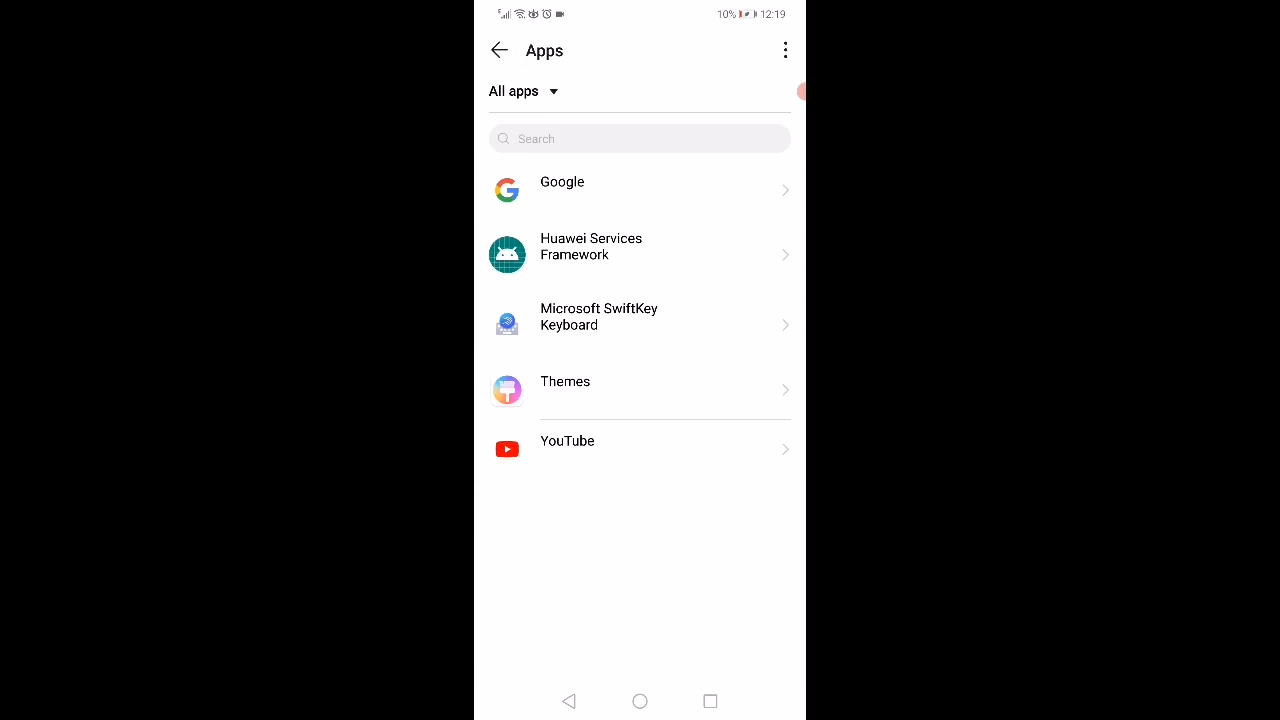 10% 12:19
Apps
All apps
Search
Google
Huawei Services
Framework
Microsoft SwiftKey
Keyboard
Themes
YouTube